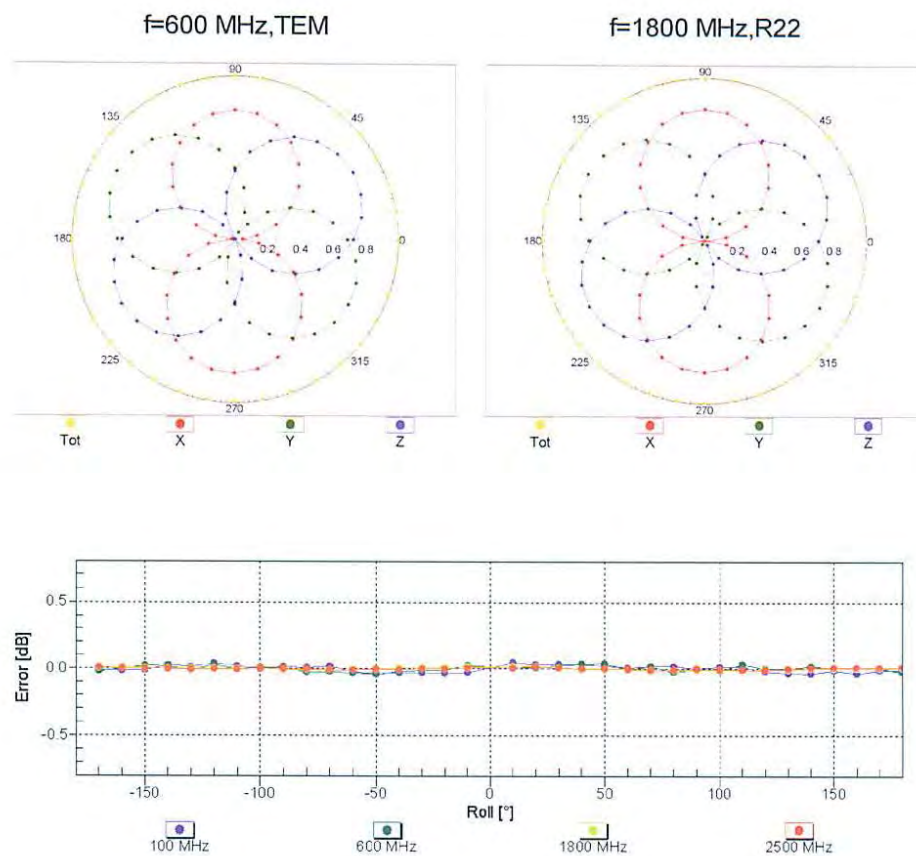 f=600 MHz,TEM
f=1800 MHz,R22
90
135
45
180
0.2 0.4 0.6 0.8
0
225
315
270
Tot X Y Z
90
135
45
180
0.2 0.4 0.6 0.8
0
225
315
270
Tot X Y Z
Error [dB]
0.5
0.0
-0.5
-150 -100 -50 0 50 100 150
Roll [°]
100 MHz 600 MHz 1800 MHz 2500 MHz